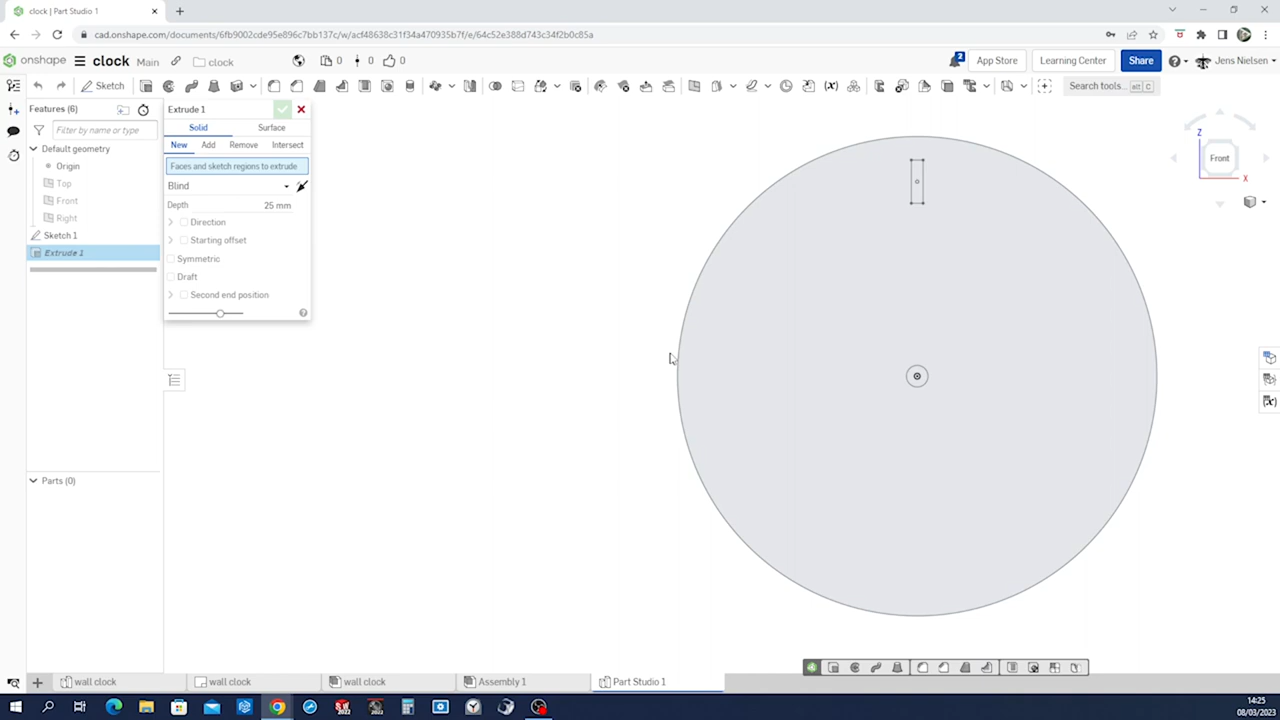 clock | Part Studio 1
cad.onshape.com/documents/6fb9002cde95e896c7bb137c/w/acf48638c31f34a470935b7f/e/64c52e388d743c34f2b0c85a
onshape clock Main clock 0 0 0 2 App Store Learning Center Share Jens Nielsen
Sketch Search tools... alt C
Features (6)
Filter by name or type
Default geometry
Origin
Top
Front
Right
Sketch 1
Extrude 1
Parts (0)
Extrude 1
Solid Surface
New Add Remove Intersect
Faces and sketch regions to extrude
Blind
Depth 25 mm
Direction
Starting offset
Symmetric
Draft
Second end position
Z
Front
X
wall clock wall clock wall clock Assembly 1 Part Studio 1
14:25
08/03/2023